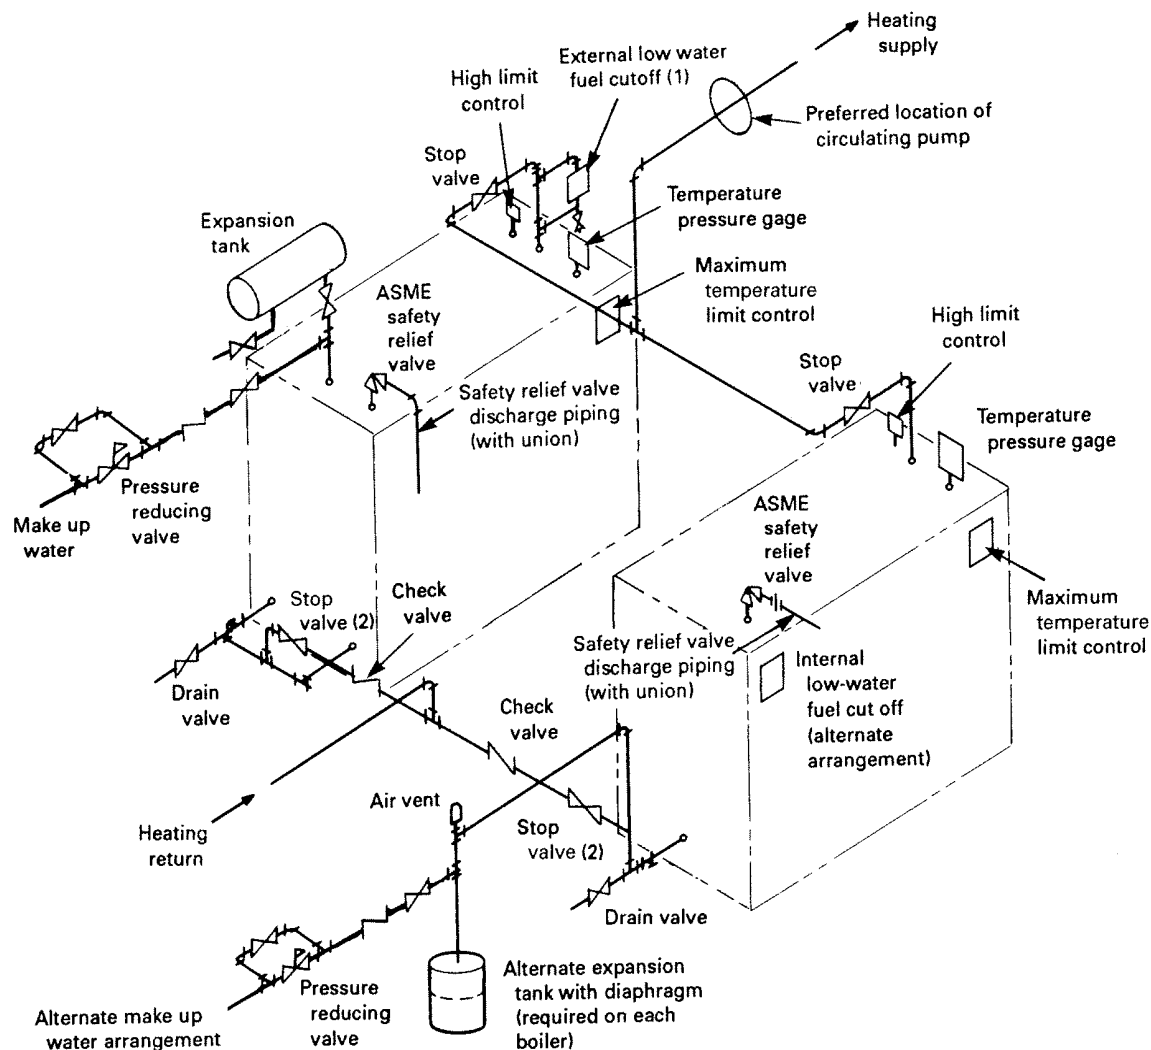 Heating
supply
External low water
fuel cutoff (1)
High limit
control
Preferred location of
circulating pump
Stop
valve
Temperature
pressure gage
Expansion
tank
Maximum
temperature
limit control
ASME
safety
relief
valve
High limit
control
Stop
valve
Safety relief valve
discharge piping
(with union)
Temperature
pressure gage
Pressure
reducing
valve
Make up
water
ASME
safety
relief
valve
Check
valve
Stop
valve (2)
Maximum
temperature
limit control
Safety relief valve
discharge piping
(with union)
Internal
low-water
fuel cut off
(alternate
arrangement)
Drain
valve
Check
valve
Air vent
Heating
return
Stop
valve (2)
Drain valve
Alternate expansion
tank with diaphragm
(required on each
boiler)
Pressure
reducing
valve
Alternate make up
water arrangement